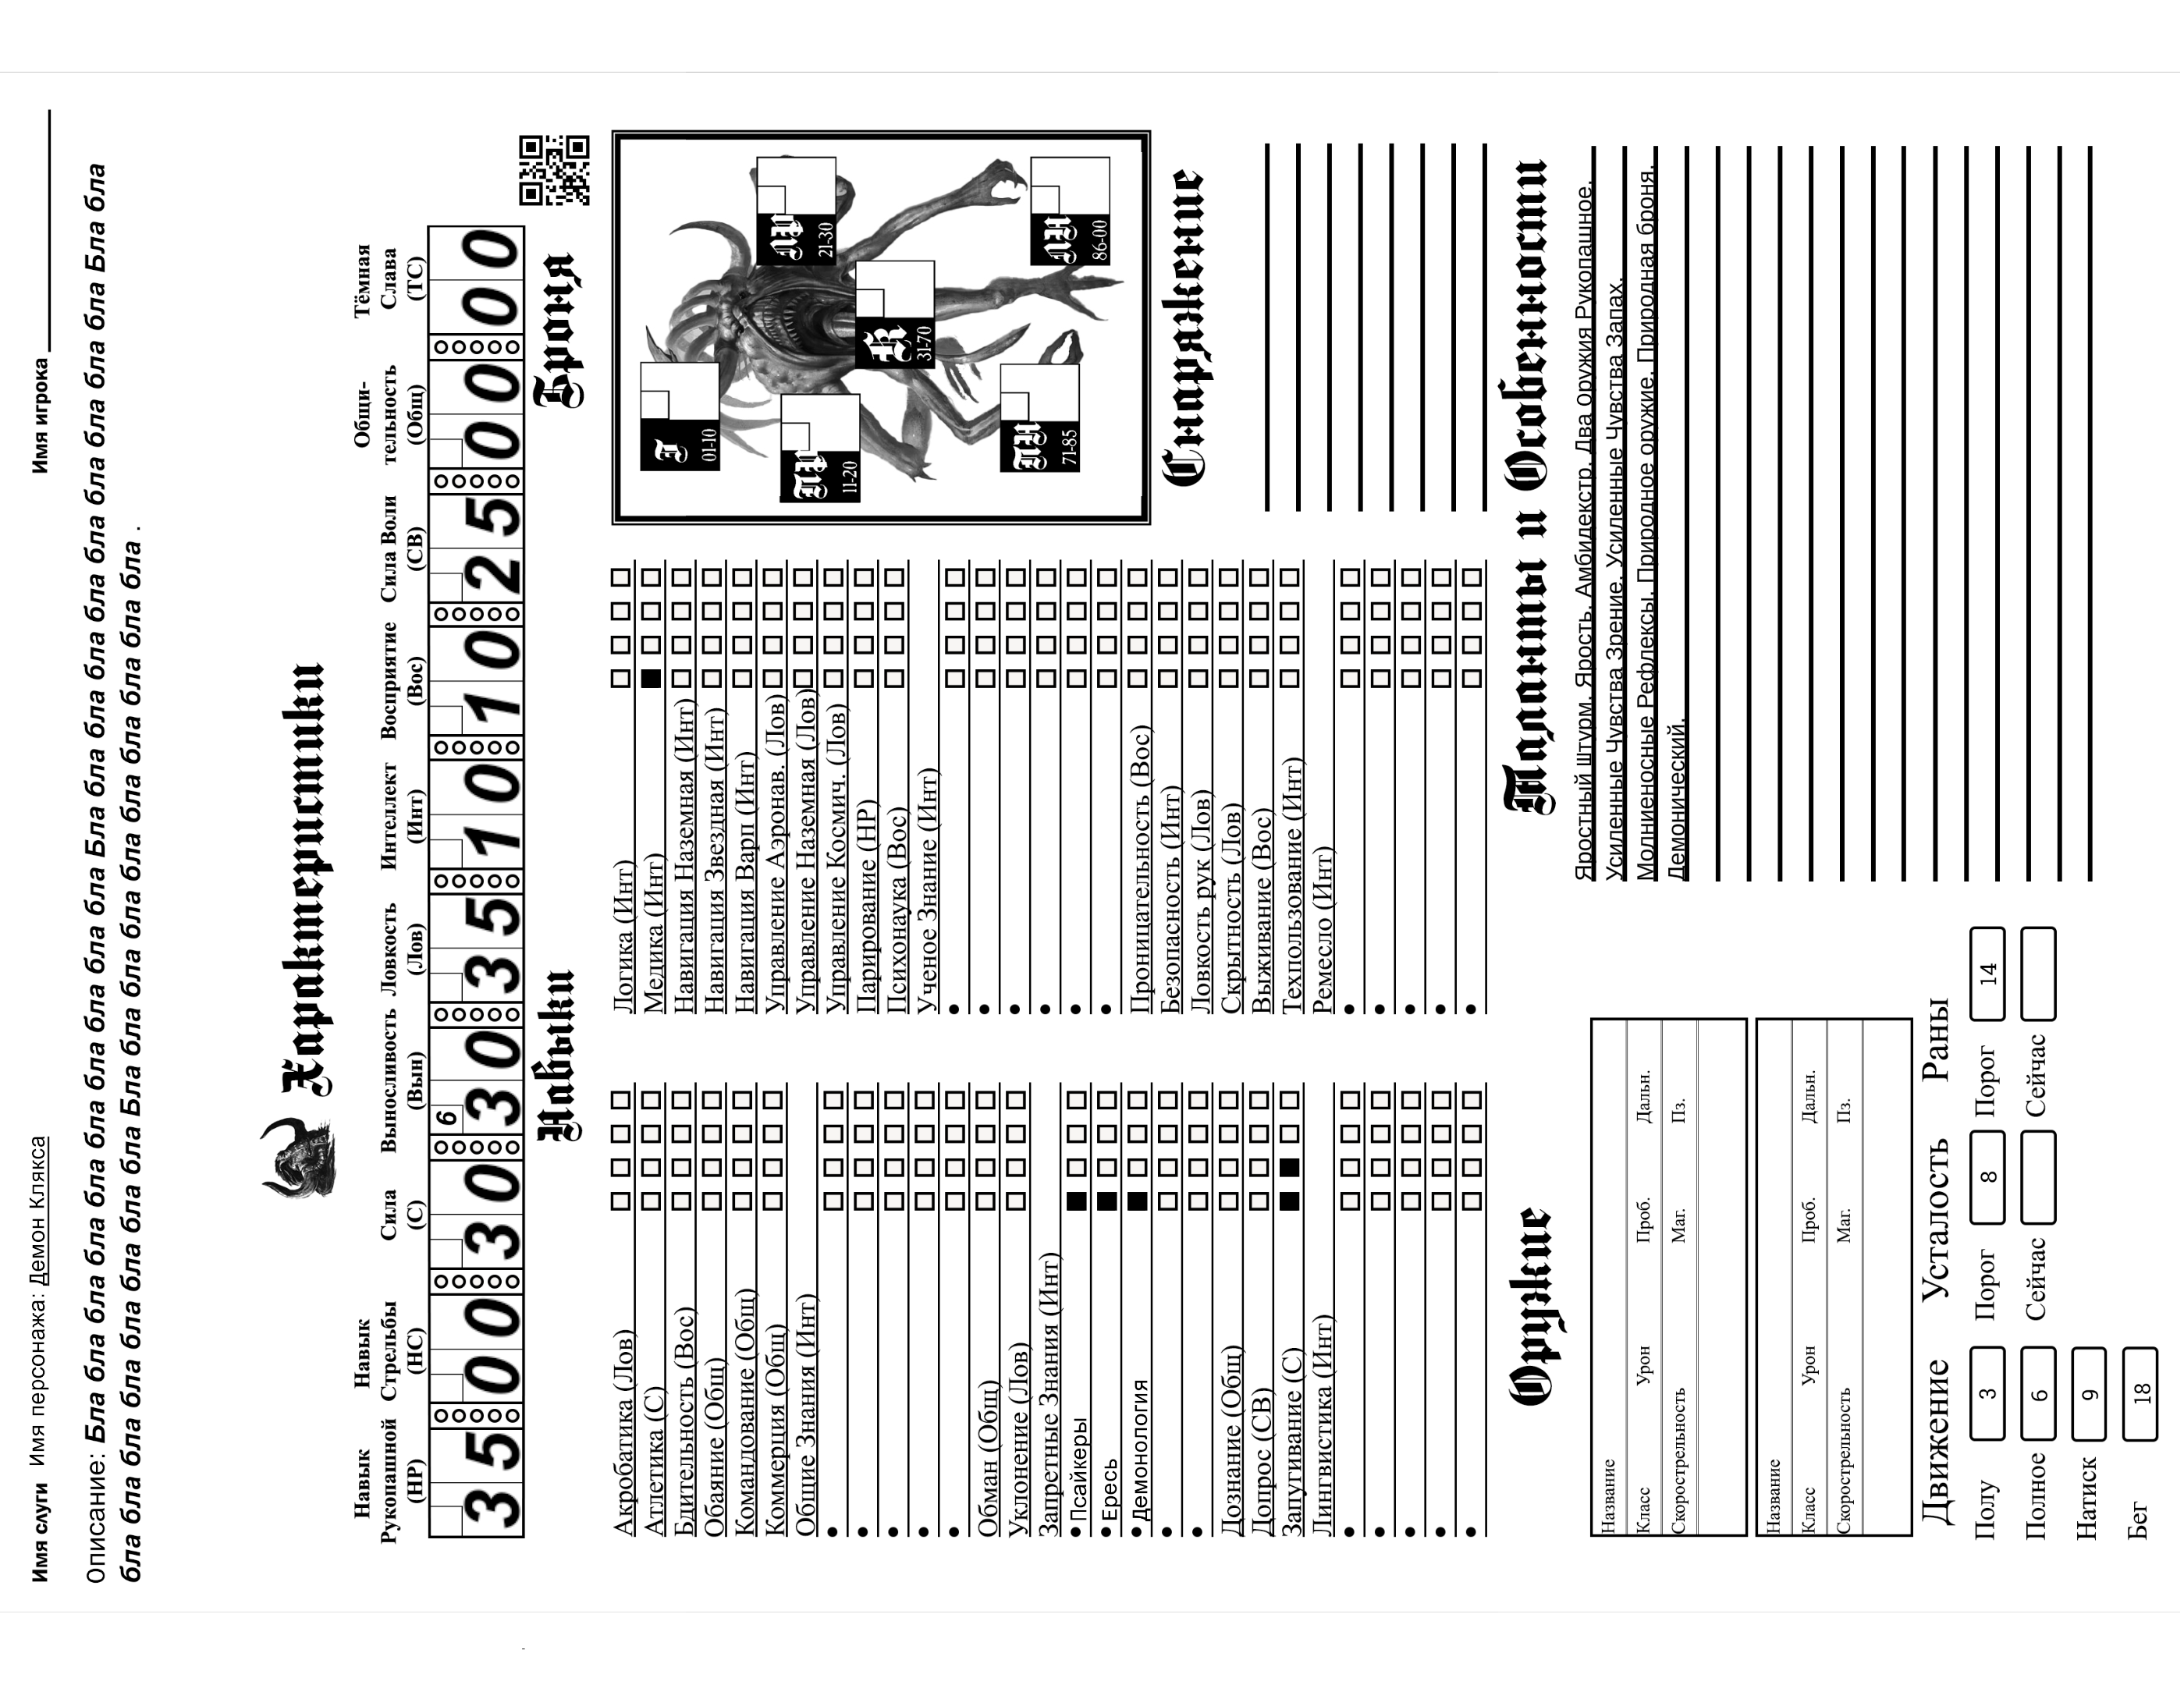 Имя слуги Имя персонажа: Демон Клякса Имя игрока
Описание: Бла бла бла бла бла бла бла бла бла бла бла бла бла Бла бла бла бла бла бла бла бла бла бла бла бла Бла бла
бла бла бла бла бла бла бла бла бла бла бла Бла бла бла бла бла бла бла бла бла бла бла бла.
Характеристики
Навык Рукопашной (НР)
Навык Стрельбы (НС)
Сила (С)
Выносливость (Вын)
Ловкость (Лов)
Интеллект (Инт)
Восприятие (Вос)
Сила Воли (СВ)
Общи-тельность (Общ)
Тёмная Слава (ТС)
35 00 30 6 30 35 10 10 25 00 00
Навыки
Акробатика (Лов)
Атлетика (С)
Бдительность (Вос)
Обаяние (Общ)
Командование (Общ)
Коммерция (Общ)
Общие Знания (Инт)
•
•
•
•
•
Обман (Общ)
Уклонение (Лов)
Запретные Знания (Инт)
• Псайкеры
• Ересь
• Демонология
•
•
Дознание (Общ)
Допрос (СВ)
Запугивание (С)
Лингвистика (Инт)
•
•
•
•
•
Логика (Инт)
Медика (Инт)
Навигация Наземная (Инт)
Навигация Звездная (Инт)
Навигация Варп (Инт)
Управление Аэронав. (Лов)
Управление Наземная (Лов)
Управление Космич. (Лов)
Парирование (НР)
Психонаука (Вос)
Ученое Знание (Инт)
•
•
•
•
•
•
Проницательность (Вос)
Безопасность (Инт)
Ловкость рук (Лов)
Скрытность (Лов)
Выживание (Вос)
Техпользование (Инт)
Ремесло (Инт)
•
•
•
•
•
Броня
Г
01-10
ПР
11-20
ЛР
21-30
К
31-70
ПН
71-85
ЛН
86-00
Снаряжение
Оружие
Название
Класс Урон Проб. Дальн.
Скорострельность Маг. Пз.
Название
Класс Урон Проб. Дальн.
Скорострельность Маг. Пз.
Движение Усталость Раны
Полу 3 Порог 8 Порог 14
Полное 6 Сейчас Сейчас
Натиск 9
Бег 18
Таланты и Особенности
Яростный штурм. Ярость. Амбидекстр. Два оружия Рукопашное.
Усиленные Чувства Зрение. Усиленные Чувства Запах.
Молниеносные Рефлексы. Природное оружие. Природная броня.
Демонический.